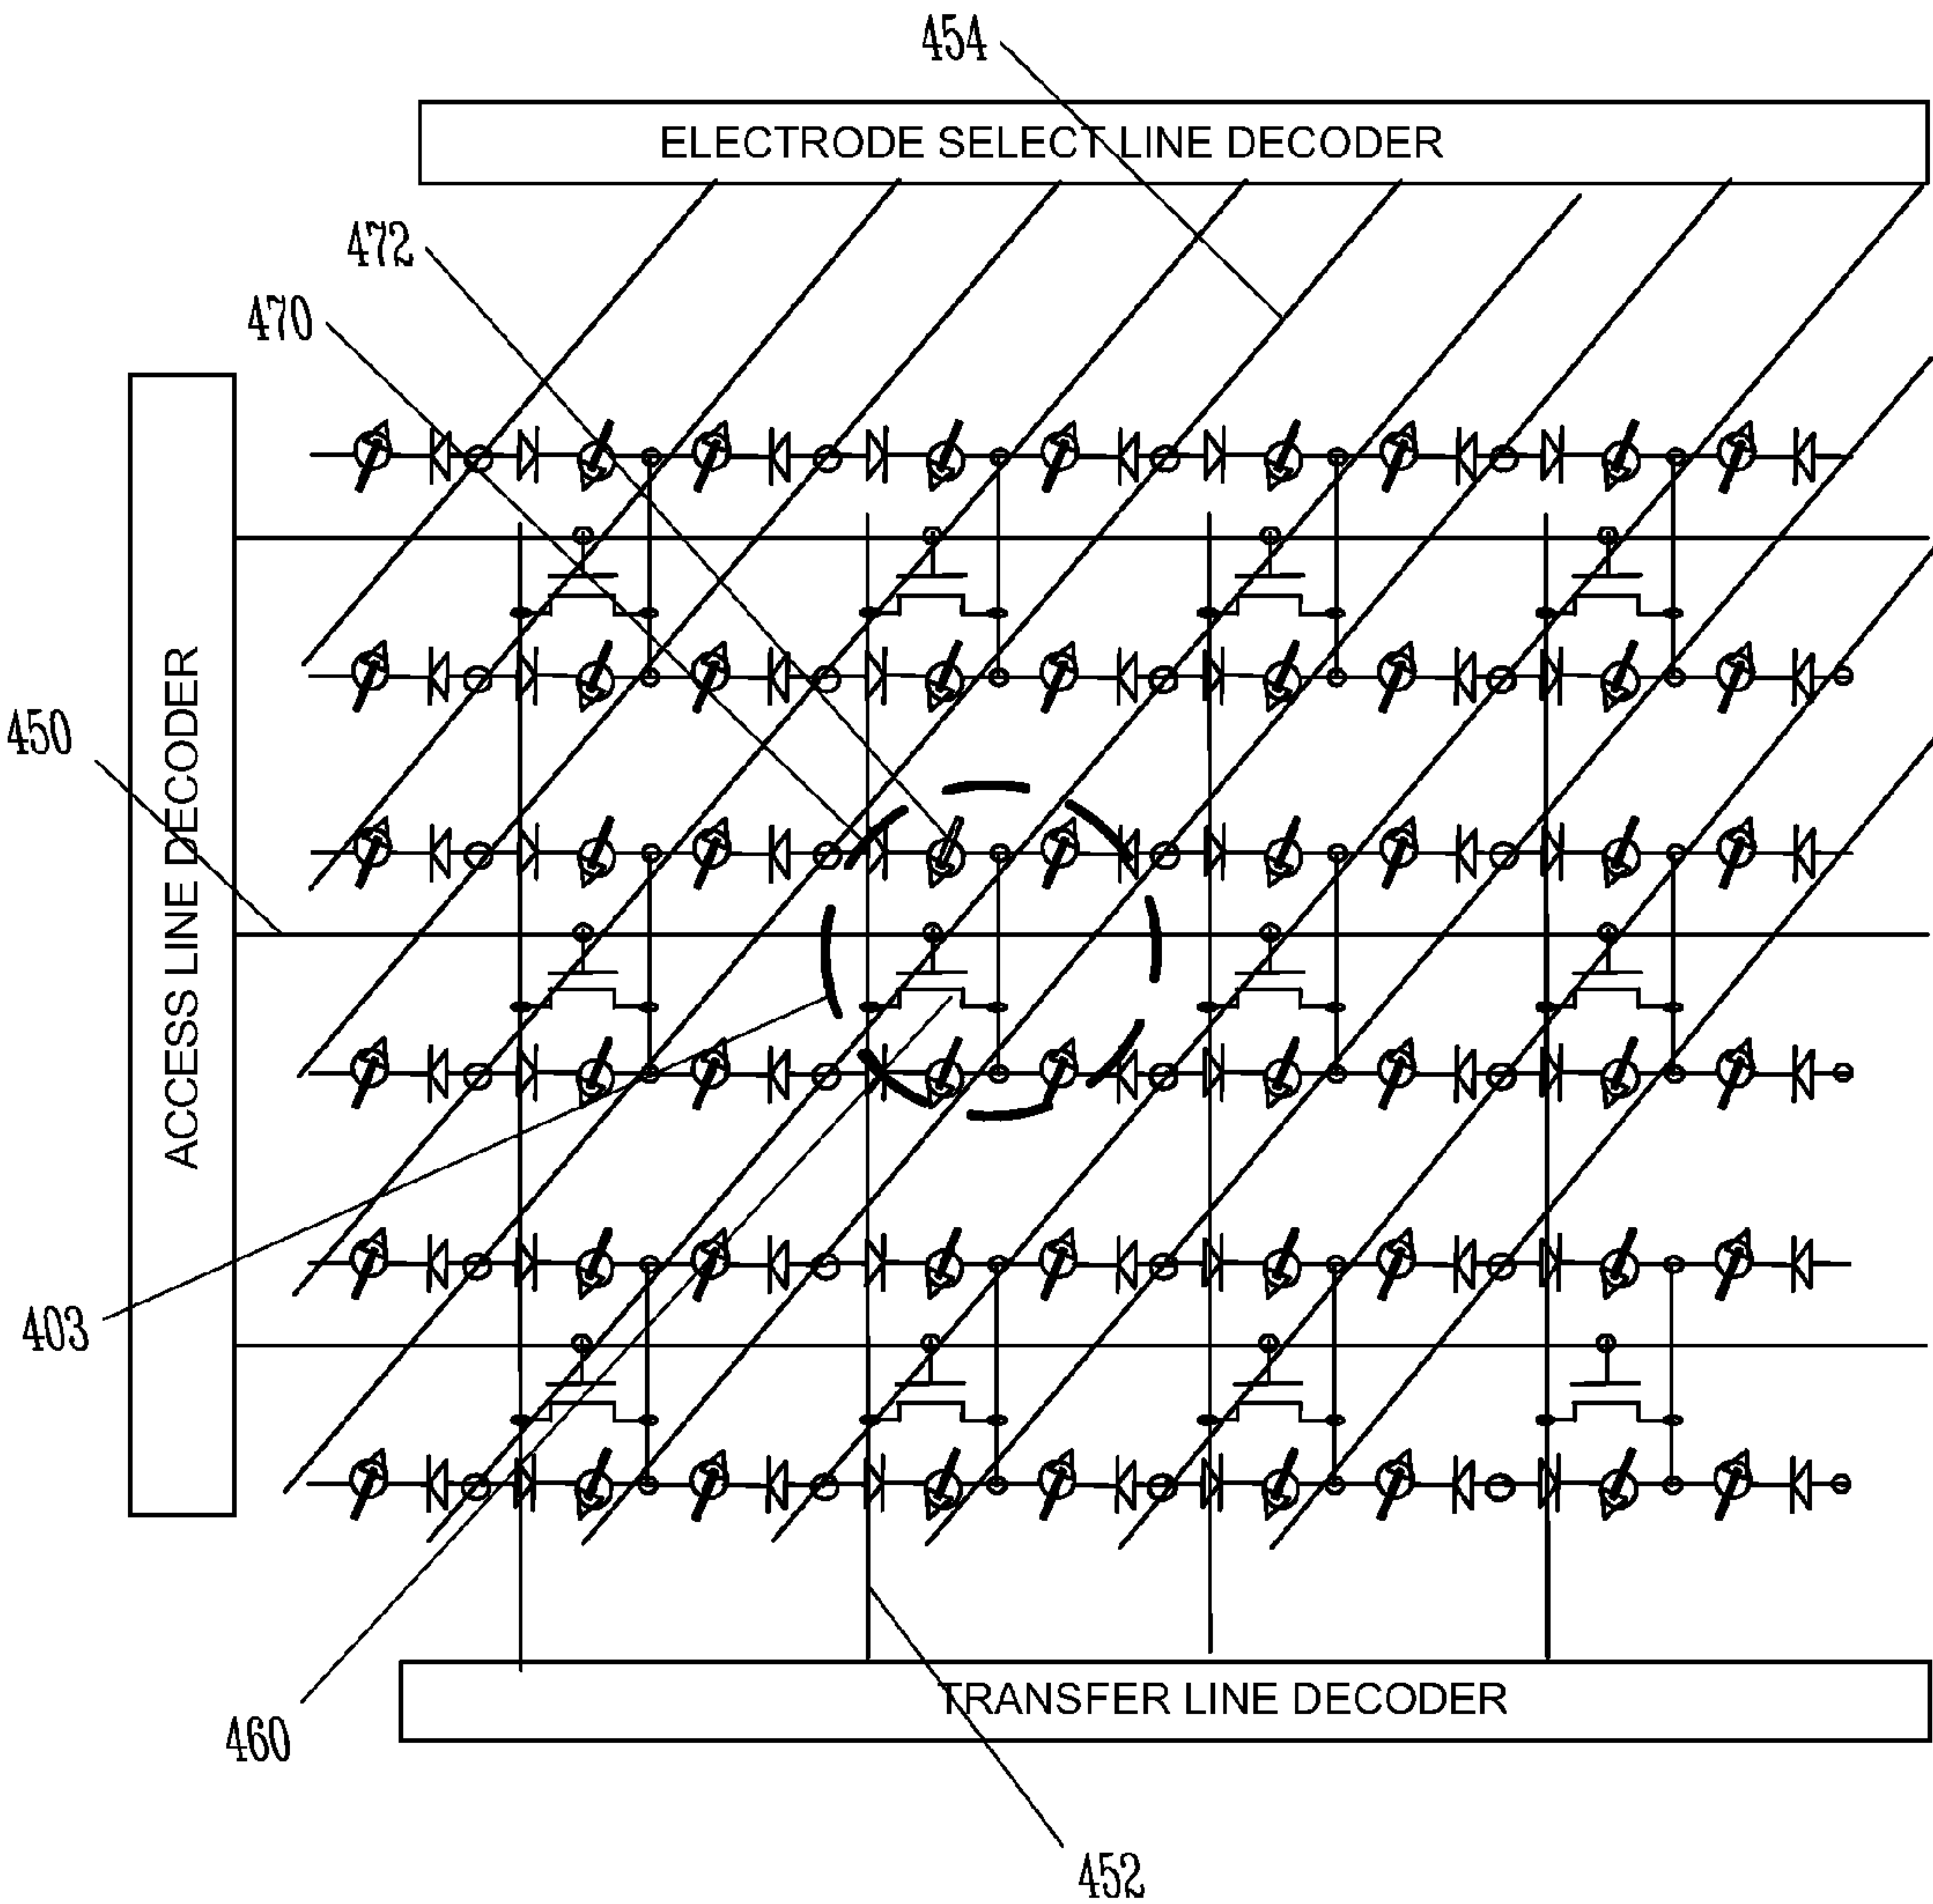 454
ELECTRODE SELECT LINE DECODER
472
470
450
ACCESS LINE DECODER
403
460
TRANSFER LINE DECODER
452